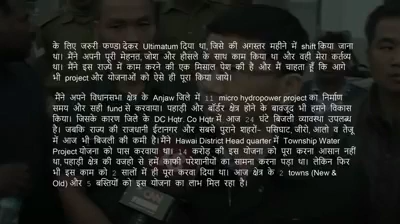 के लिए जरुरी फण्डा देकर Ultimatum दिया था, जिसे की अगस्तर महीने में shift किया जाना
था। मैंने अपनी पूरी मेहनत, जोश और हौसले के साथ काम किया था और वही मेरा कर्तव्य
था। मैंने इस राज्य में काम करने की एक मिसाल पेश की है और मैं चाहता हूँ कि आगे
भी project और योजनाओं को ऐसे ही पूरा किया जाये।
मैंने अपने विधानसभा क्षेत्र के Anjaw जिले में 11 micro hydropower project का निर्माण
समय और सही fund से करवाया। पहाड़ी और बॉर्डर क्षेत्र होने के बावजूद भी हमने विकास
किया। जिसके कारण जिले के DC Hqtr. Co Hqtr में आज 24 घंटे बिजली व्यावस्था उपलब्ध
है। जबकि राज्य की राजधानी ईटानगर और सबसे पुराने शहरो- पसिघाट, जीरो, आलो व तेजू
में आज भी बिजली की कमी है। मैंने Hawai District Head quarter में Township Water
Project योजना को पास करवाया था। 14 करोड़ की इस योजना को पूरा करना आसान नहीं
था, पहाड़ी क्षेत्र की वजहो से हमें काफी परेशानीयों का सामना करना पड़ा था। लेकिन फिर
भी इस काम को 2 सालों में ही पूरा करवा दिया था। आज इस क्षेत्र के 2 towns (New &
Old) और 5 बस्तियों को इस योजना का लाभ मिल रहा है।